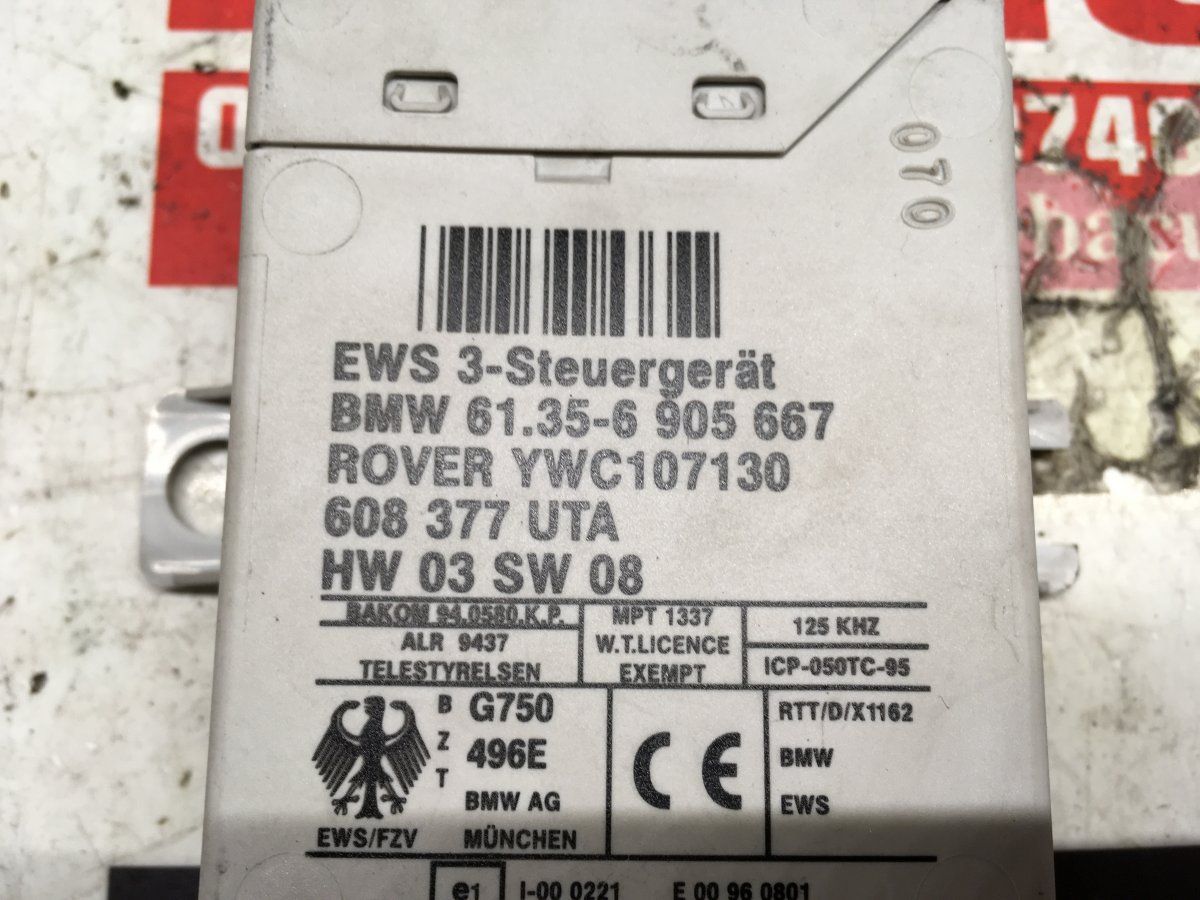 070
EWS 3-Steuergerät
BMW 61.35-6 905 667
ROVER YWC107130
608 377 UTA
HW 03 SW 08
BAKOM 94.0580.K.P.
ALR 9437
TELESTYRELSEN
MPT 1337
W.T.LICENCE
EXEMPT
125 KHZ
ICP-050TC-95
BZT
G750
496E
BMW AG
MÜNCHEN
EWS/FZV
CE
RTT/D/X1162
BMW
EWS
e1 I-00 0221 E 00 96 0801